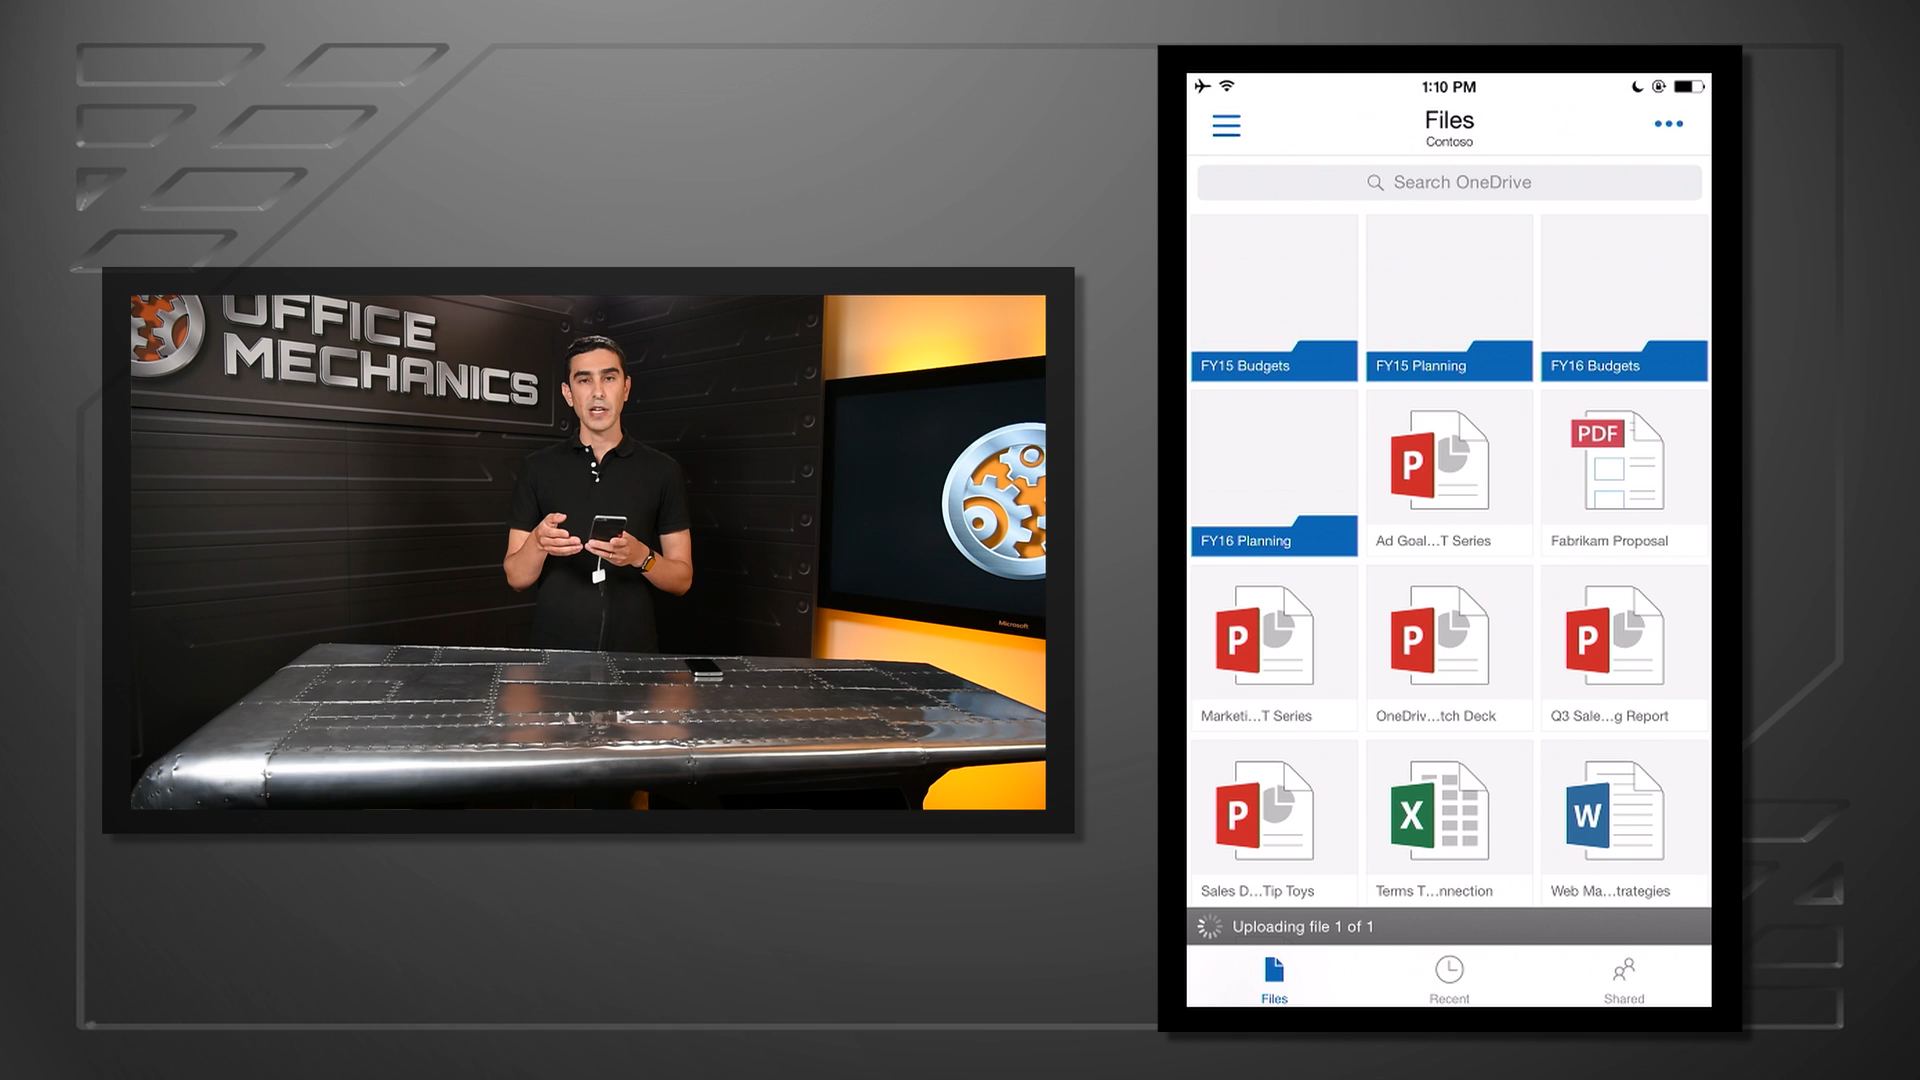 OFFICE
MECHANICS
Microsoft
1:10 PM
Files
Contoso
Search OneDrive
FY15 Budgets
FY15 Planning
FY16 Budgets
FY16 Planning
P
Ad Goal...T Series
PDF
Fabrikam Proposal
P
Marketi...T Series
P
OneDriv...tch Deck
P
Q3 Sale...g Report
P
Sales D...Tip Toys
X
Terms T...nnection
W
Web Ma...trategies
Uploading file 1 of 1
Files
Recent
Shared